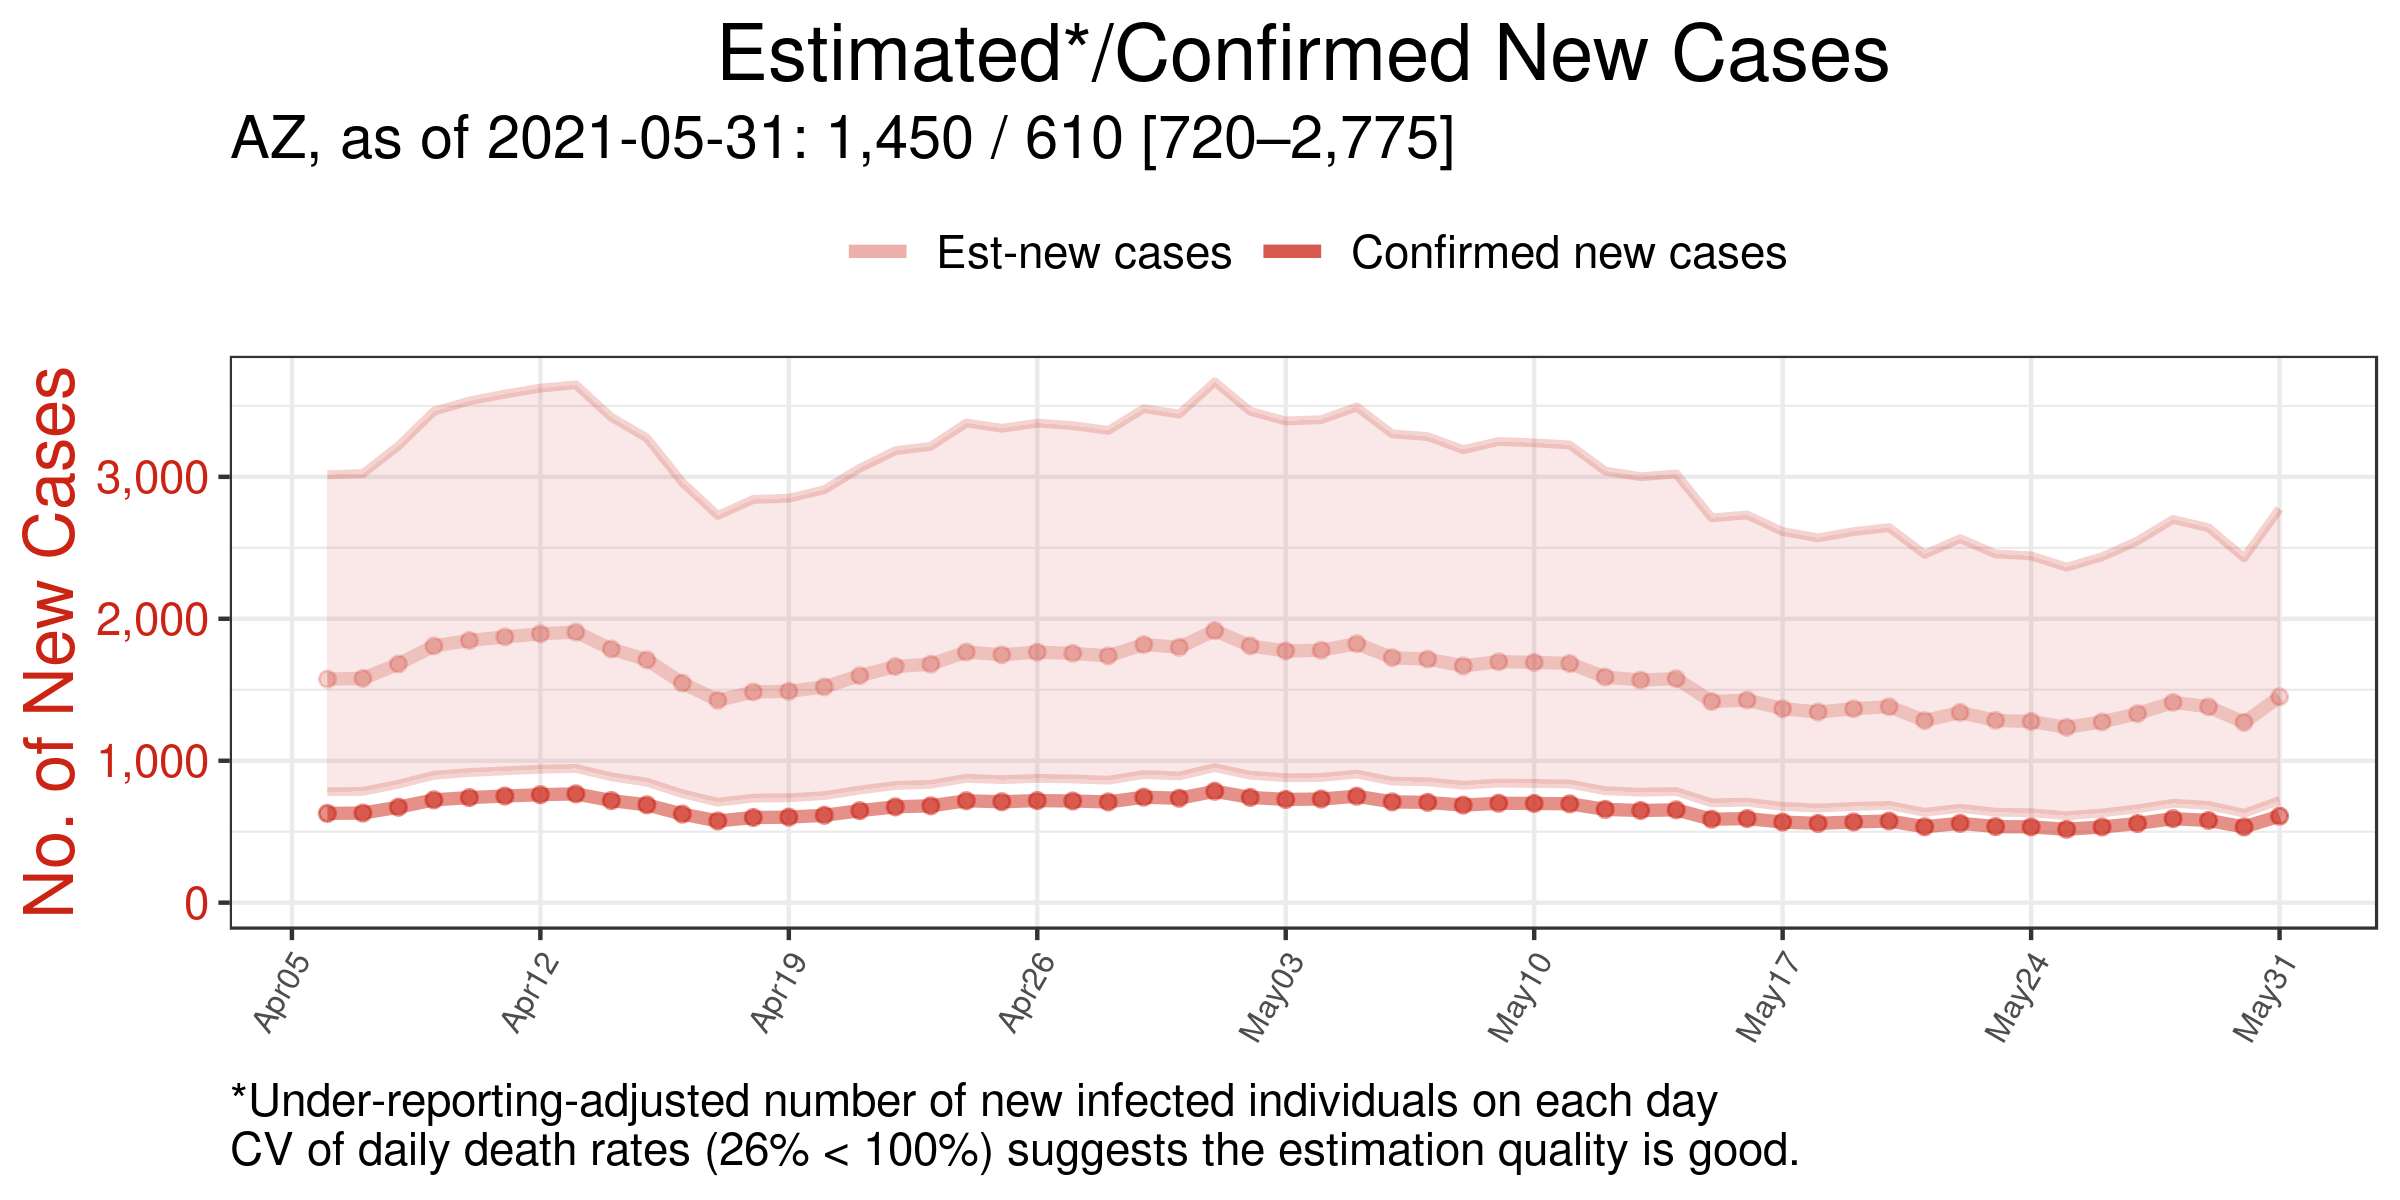 Estimated*/Confirmed New Cases
AZ, as of 2021-05-31: 1,450 / 610 [720–2,775]
Est-new cases Confirmed new cases
No. of New Cases
3,000
2,000
1,000
0
Apr05 Apr12 Apr19 Apr26 May03 May10 May17 May24 May31
*Under-reporting-adjusted number of new infected individuals on each day
CV of daily death rates (26% < 100%) suggests the estimation quality is good.